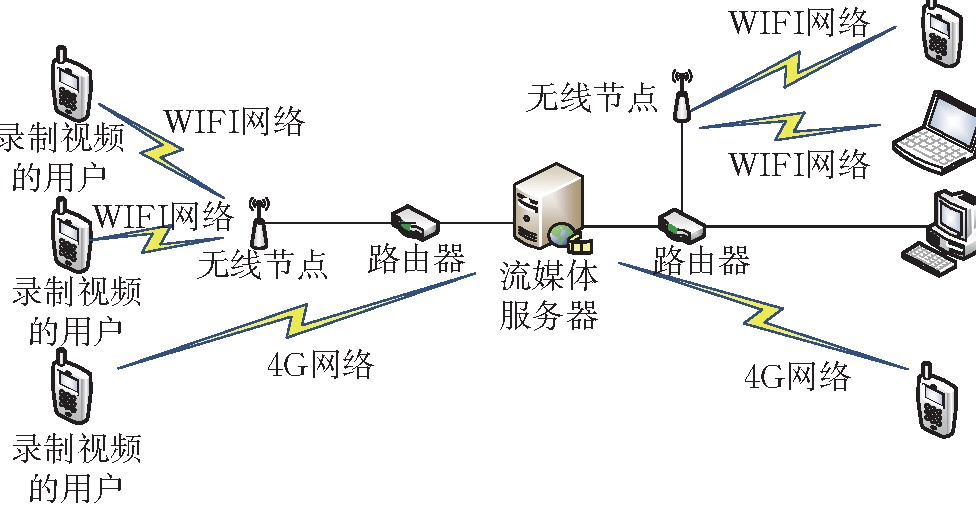 WIFI网络
无线节点
WIFI网络
录制视频
的用户
WIFI网络
WIFI网络
无线节点
路由器
流媒体
服务器
路由器
录制视频
的用户
4G网络
4G网络
录制视频
的用户